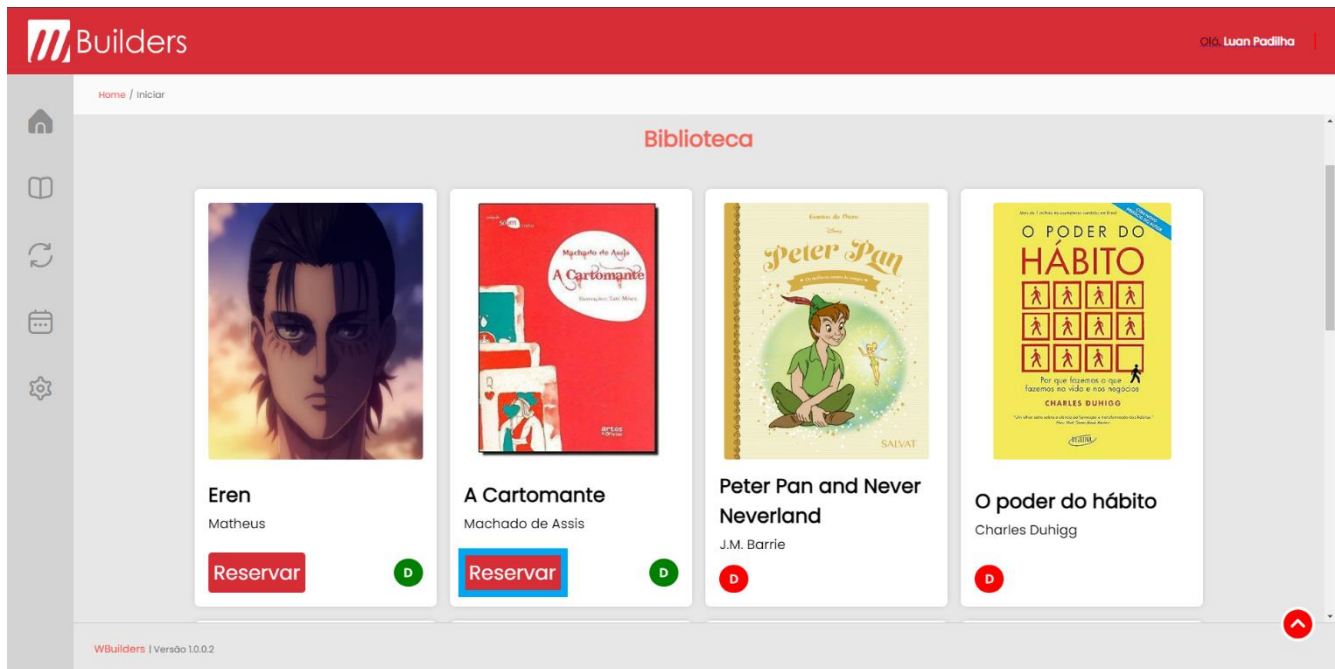 Builders
Olá, Luan Padilha
Home / Iniciar
Biblioteca
Machado de Assis
A Cartomante
Peter Pan
SALVAT
O PODER DO
HÁBITO
Por que fazemos o que
fazemos na vida e nos negócios
CHARLES DUHIGG
Eren
Matheus
Reservar
D
A Cartomante
Machado de Assis
Reservar
D
Peter Pan and Never
Neverland
J.M. Barrie
D
O poder do hábito
Charles Duhigg
D
WBuilders | Versão 1.0.0.2